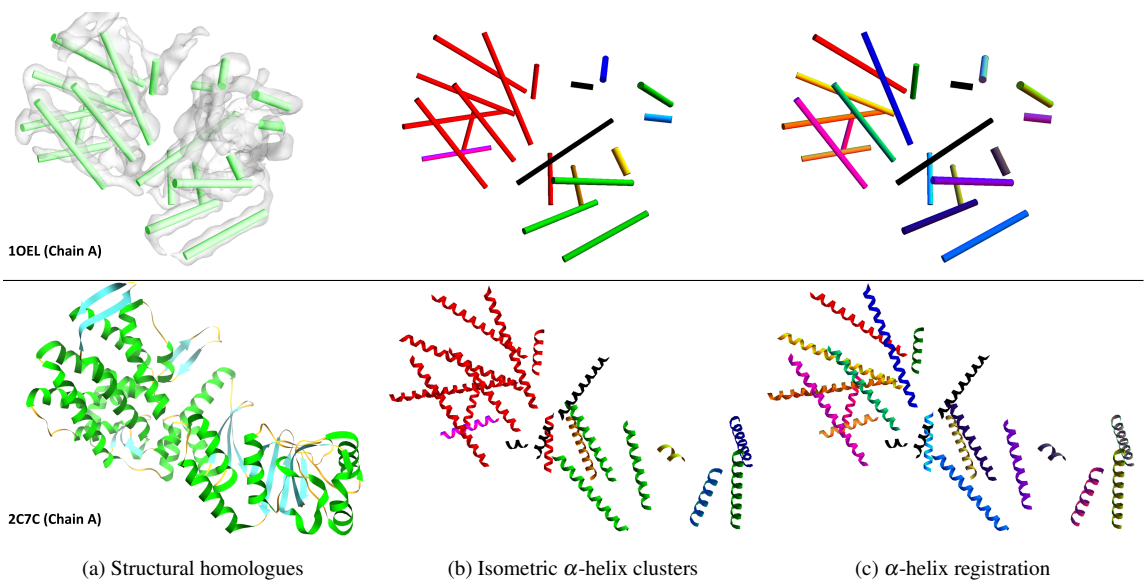 1OEL (Chain A)
2C7C (Chain A)
(a) Structural homologues
(b) Isometric α-helix clusters
(c) α-helix registration